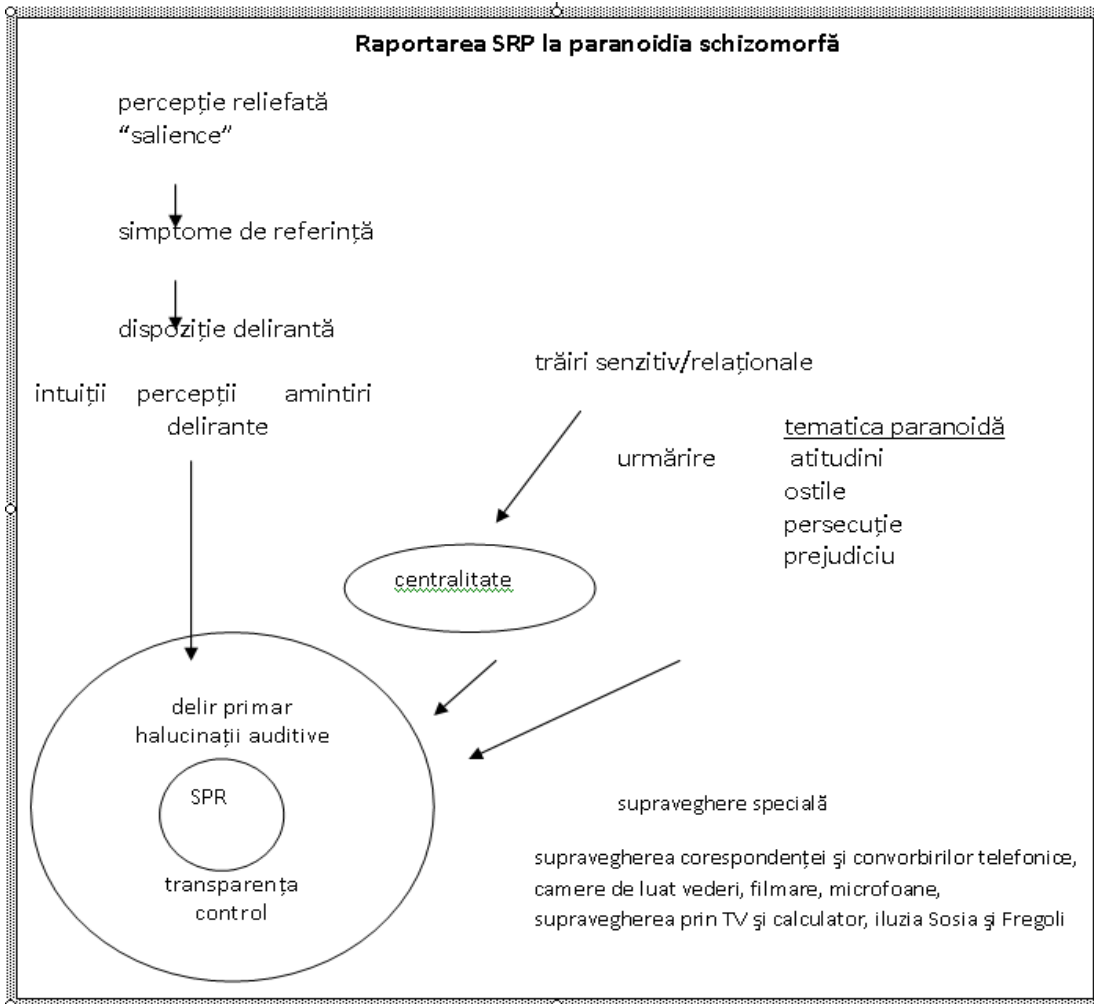 Raportarea SRP la paranoidia schizomorfă
percepție reliefată
“salience”
simptome de referință
dispoziție delirantă
intuiții percepții amintiri
delirante
trăiri senzitiv/relaționale
tematica paranoidă
urmărire atitudini
ostile
persecuție
prejudiciu
centralitate
delir primar
halucinații auditive
SPR
transparența
control
supraveghere specială
supravegherea corespondenței şi convorbirilor telefonice,
camere de luat vederi, filmare, microfoane,
supravegherea prin TV şi calculator, iluzia Sosia şi Fregoli